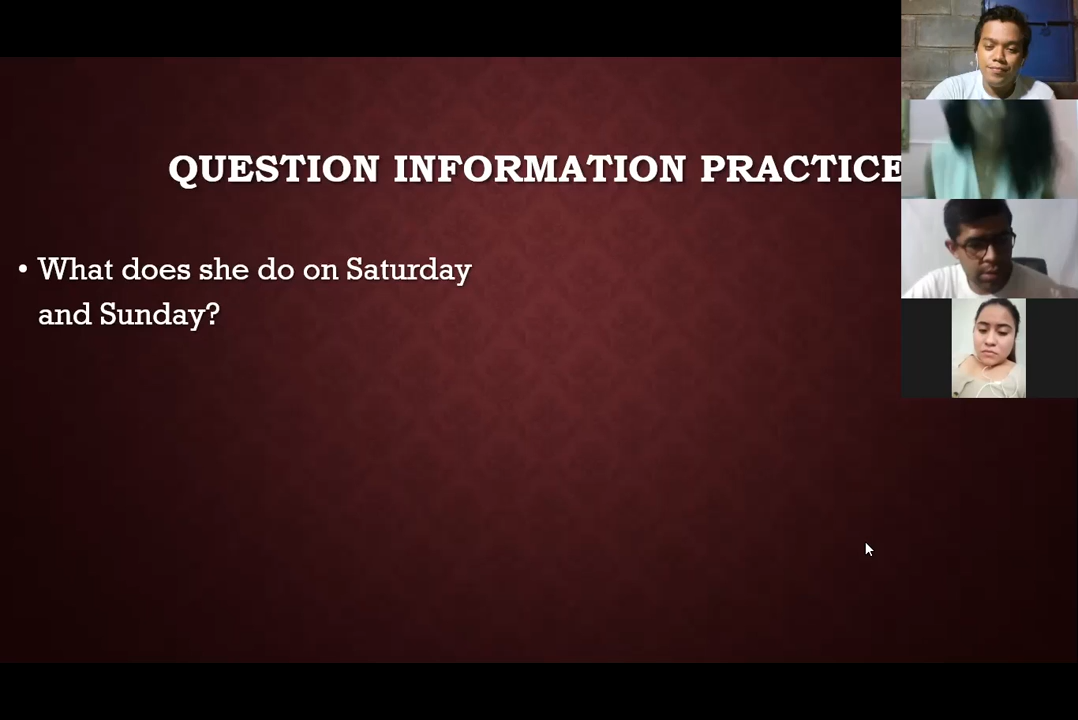 QUESTION INFORMATION PRACTICE
• What does she do on Saturday
and Sunday?